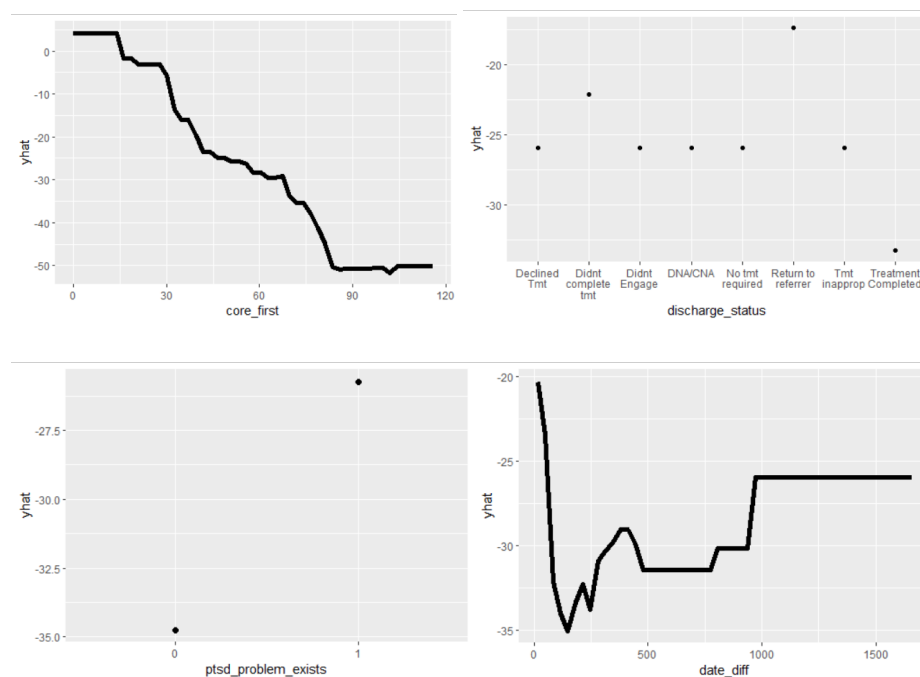 yhat
0
-10
-20
-30
-40
-50
0 30 60 90 120
core_first
yhat
-20
-25
-30
Declined Didnt Didnt DNA/CNA No tmt Return to Tmt Treatment
Tmt complete Engage required referrer inapprop Completed
tmt
discharge_status
yhat
-27.5
-30.0
-32.5
-35.0
0 1
ptsd_problem_exists
yhat
-20
-25
-30
-35
0 500 1000 1500
date_diff